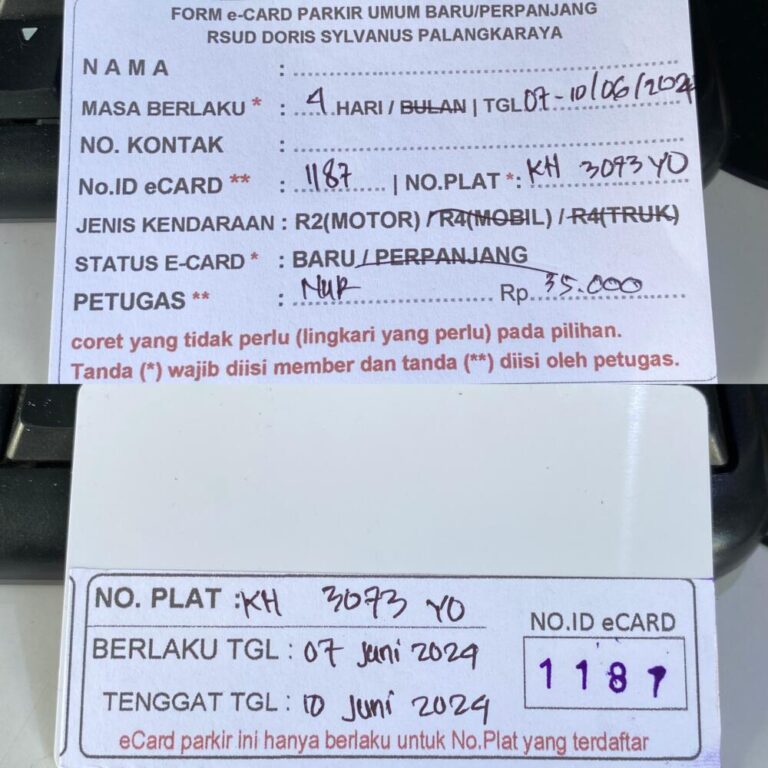 FORM e-CARD PARKIR UMUM BARU/PERPANJANG
RSUD DORIS SYLVANUS PALANGKARAYA
NAMA :
MASA BERLAKU * : 4 HARI / BULAN | TGL 07-10/06/2024
NO. KONTAK :
No.ID eCARD ** : 1187 | NO.PLAT *: KH 3073 YO
JENIS KENDARAAN : R2(MOTOR) / R4(MOBIL) / R4(TRUK)
STATUS E-CARD * : BARU / PERPANJANG
PETUGAS ** : NUR Rp. 35.000
coret yang tidak perlu (lingkari yang perlu) pada pilihan.
Tanda (*) wajib diisi member dan tanda (**) diisi oleh petugas.
NO. PLAT : KH 3073 YO
BERLAKU TGL : 07 Juni 2024
TENGGAT TGL : 10 Juni 2024
NO.ID eCARD
1187
eCard parkir ini hanya berlaku untuk No.Plat yang terdaftar